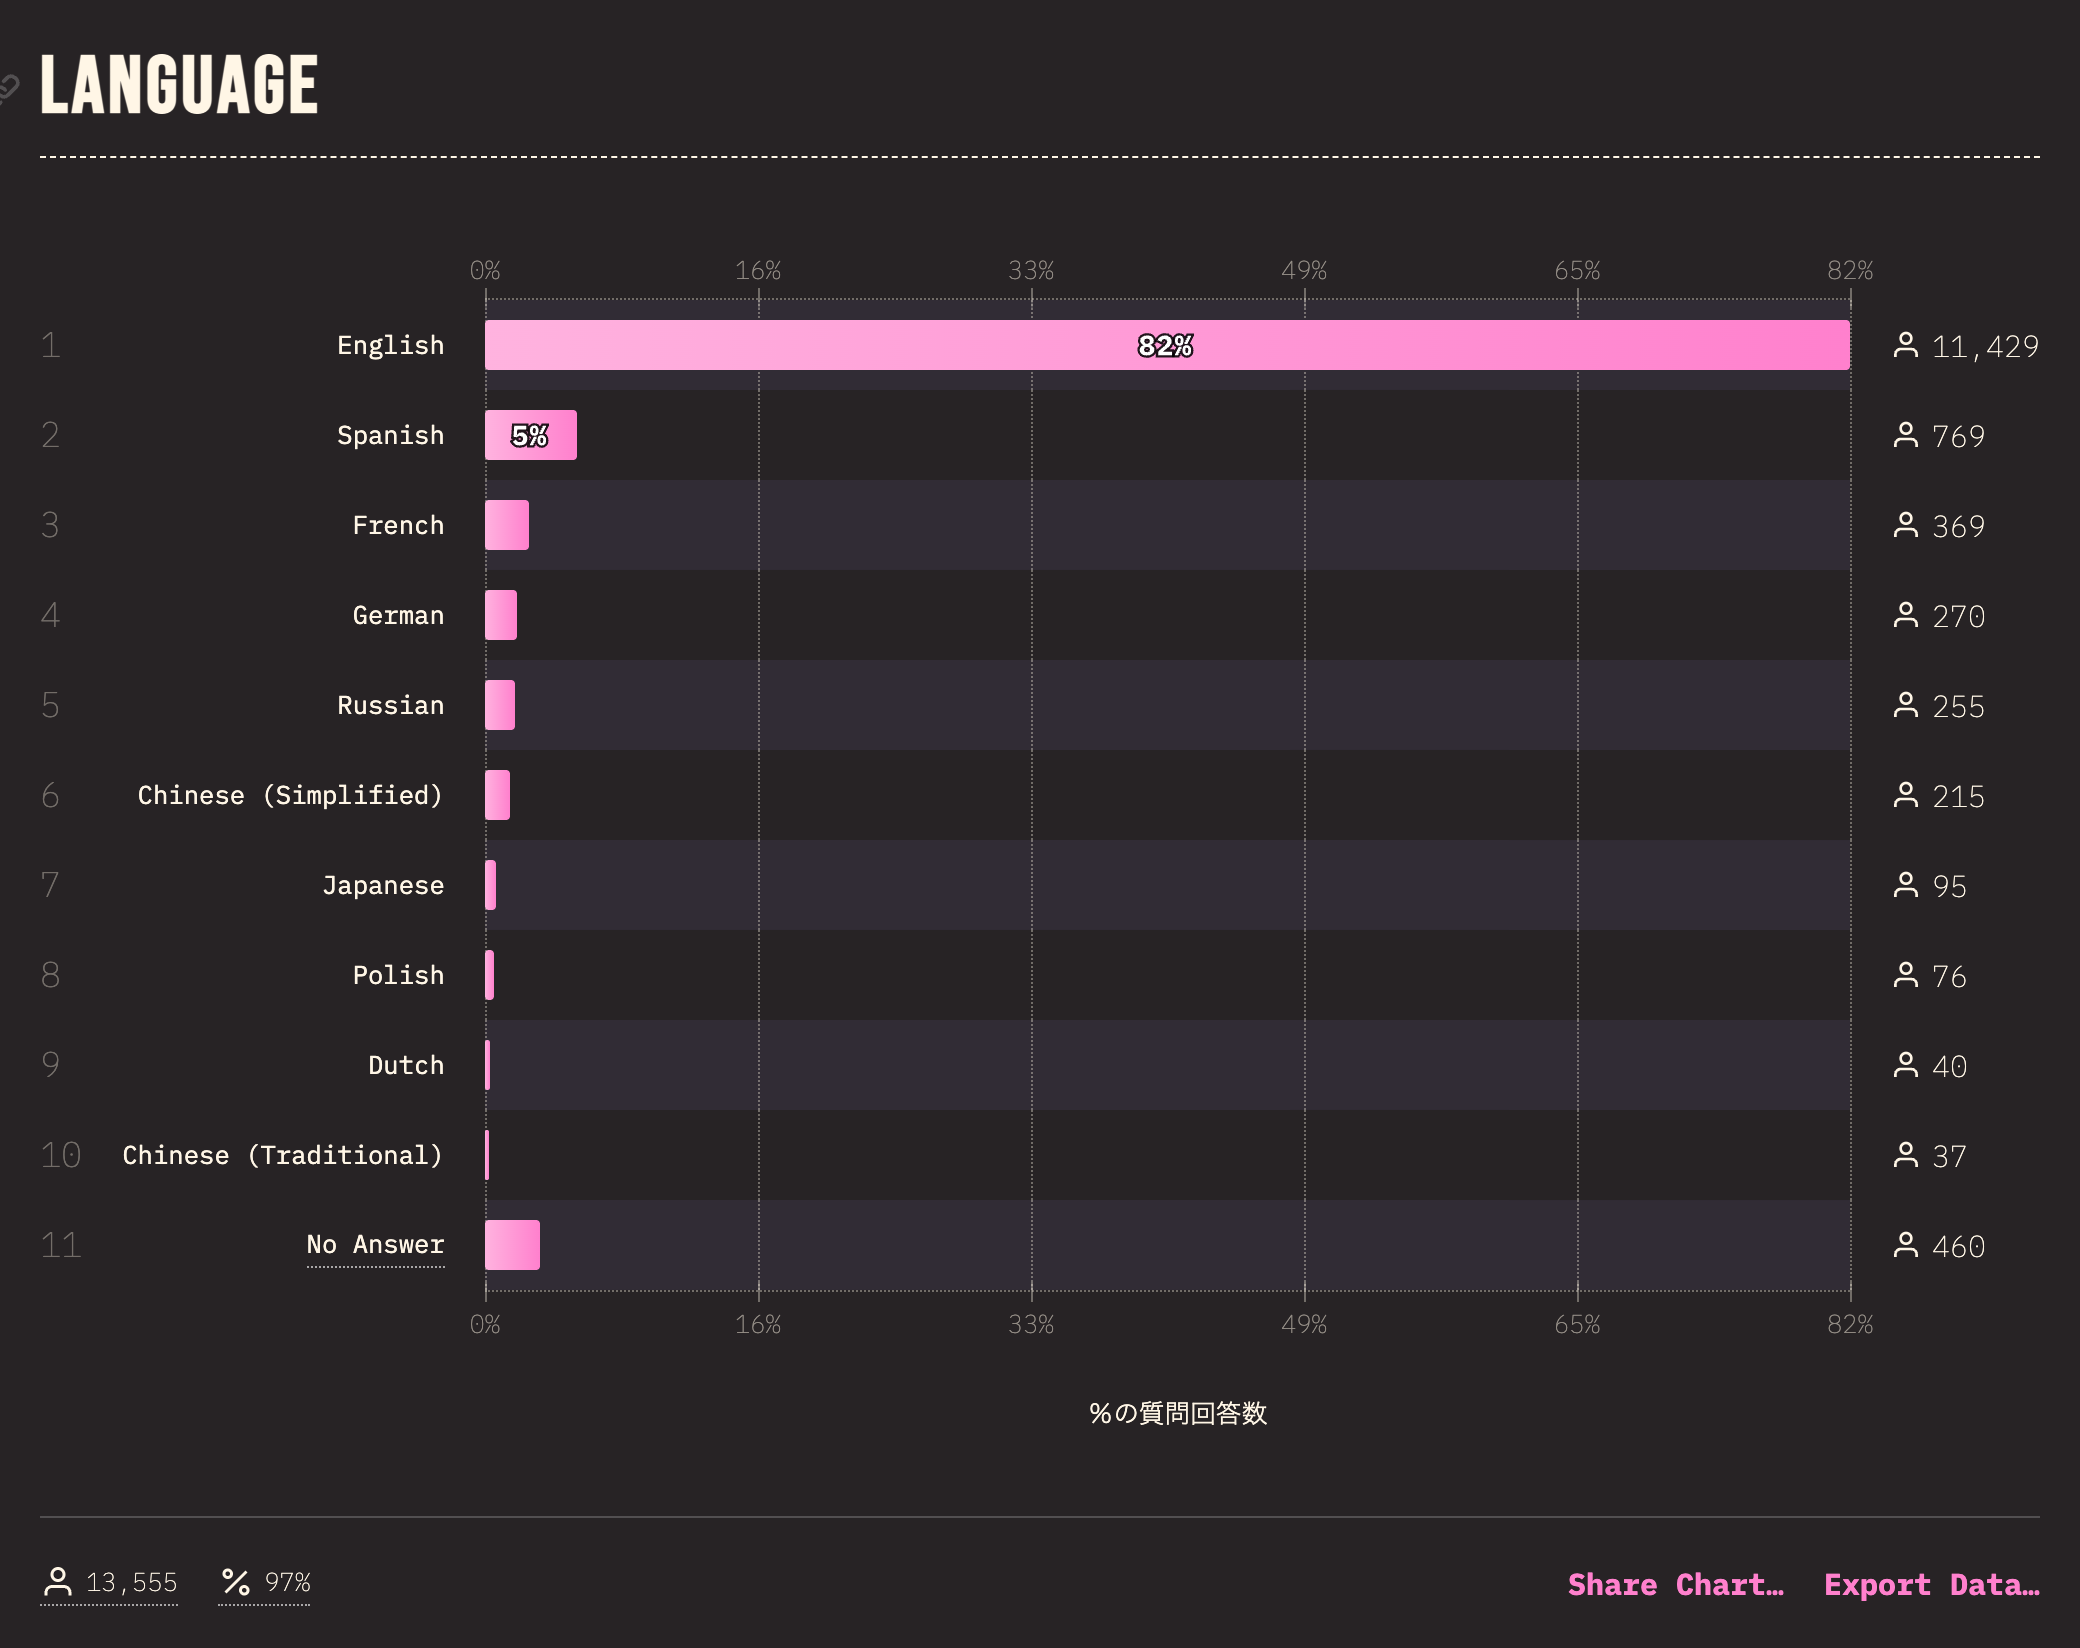 LANGUAGE
0% 16% 33% 49% 65% 82%
1 English 82% 11,429
2 Spanish 5% 769
3 French 369
4 German 270
5 Russian 255
6 Chinese (Simplified) 215
7 Japanese 95
8 Polish 76
9 Dutch 40
10 Chinese (Traditional) 37
11 No Answer 460
0% 16% 33% 49% 65% 82%
%の質問回答数
13,555 % 97% Share Chart… Export Data…